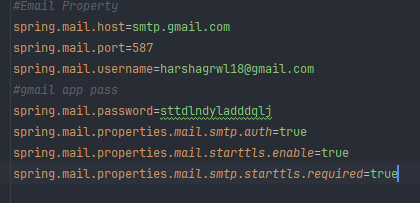 #Email Property
spring.mail.host=smtp.gmail.com
spring.mail.port=587
spring.mail.username=harshagrwl18@gmail.com
#gmail app pass
spring.mail.password=sttdlndyladddqlj
spring.mail.properties.mail.smtp.auth=true
spring.mail.properties.mail.starttls.enable=true
spring.mail.properties.mail.smtp.starttls.required=true